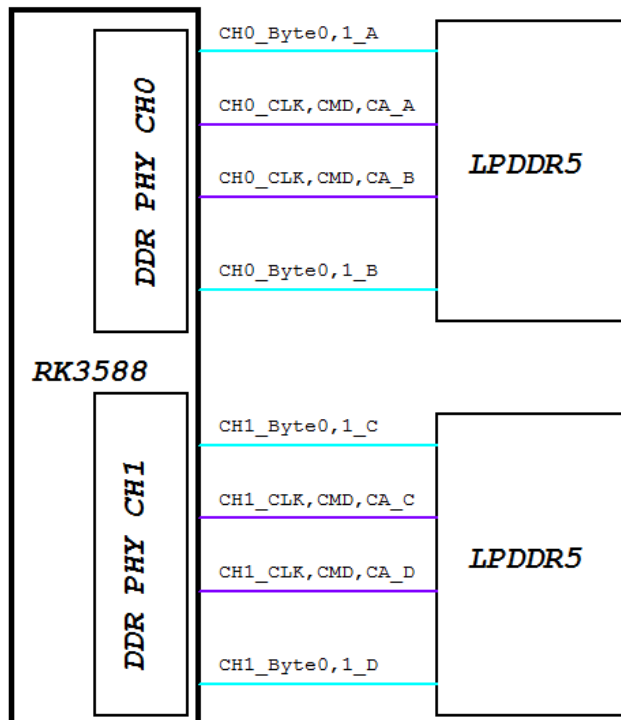 DDR PHY CH0
CH0_Byte0,1_A
CH0_CLK,CMD,CA_A
CH0_CLK,CMD,CA_B
CH0_Byte0,1_B
LPDDR5
RK3588
DDR PHY CH1
CH1_Byte0,1_C
CH1_CLK,CMD,CA_C
CH1_CLK,CMD,CA_D
CH1_Byte0,1_D
LPDDR5